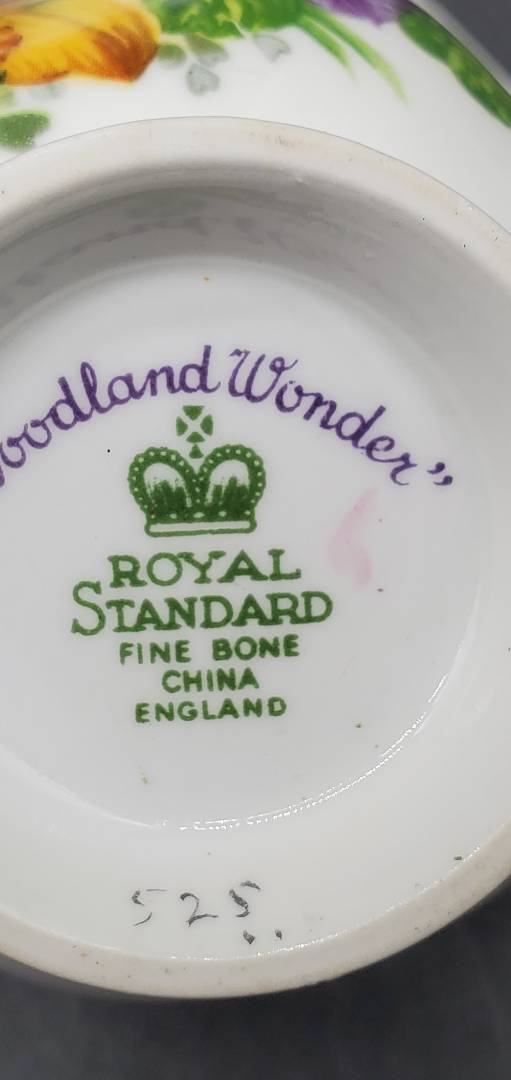 oodland Wonder”
ROYAL
STANDARD
FINE BONE
CHINA
ENGLAND
525